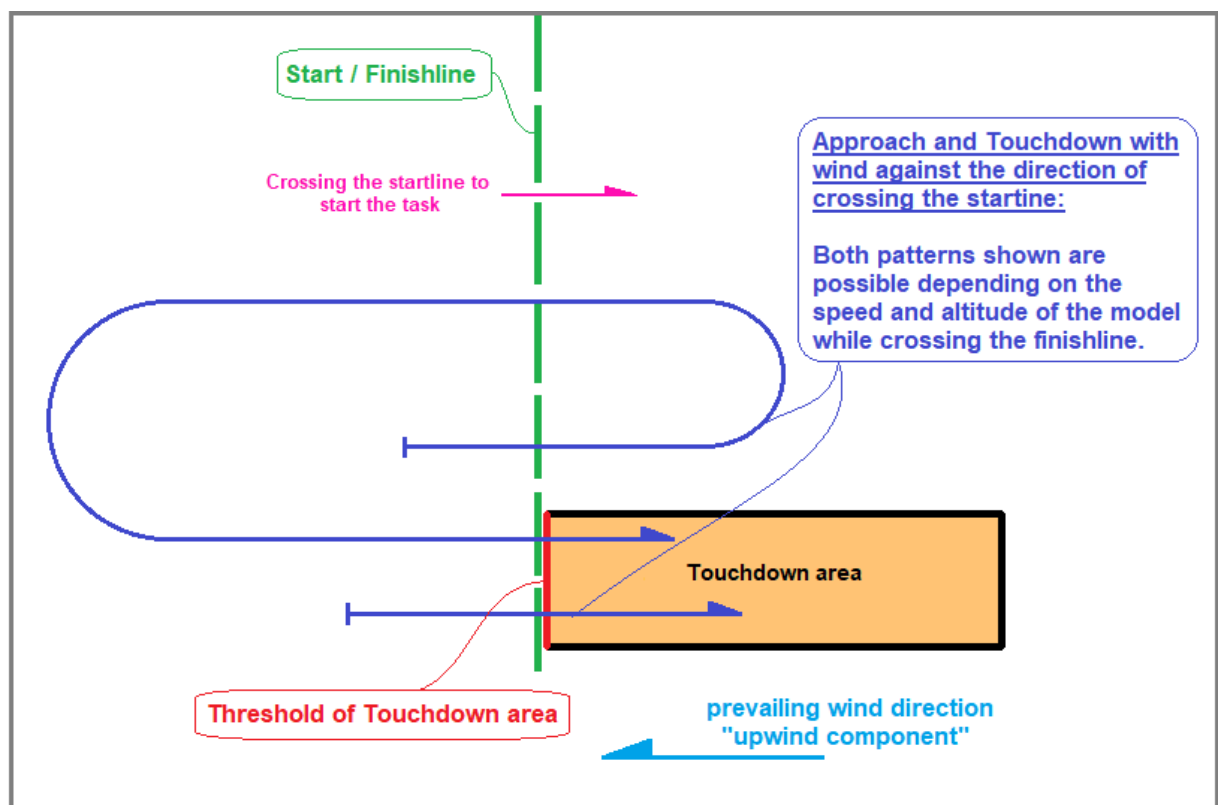 Start / Finishline
Crossing the startline to
start the task
Approach and Touchdown with
wind against the direction of
crossing the startine:
Both patterns shown are
possible depending on the
speed and altitude of the model
while crossing the finishline.
Touchdown area
Threshold of Touchdown area
prevailing wind direction
"upwind component"